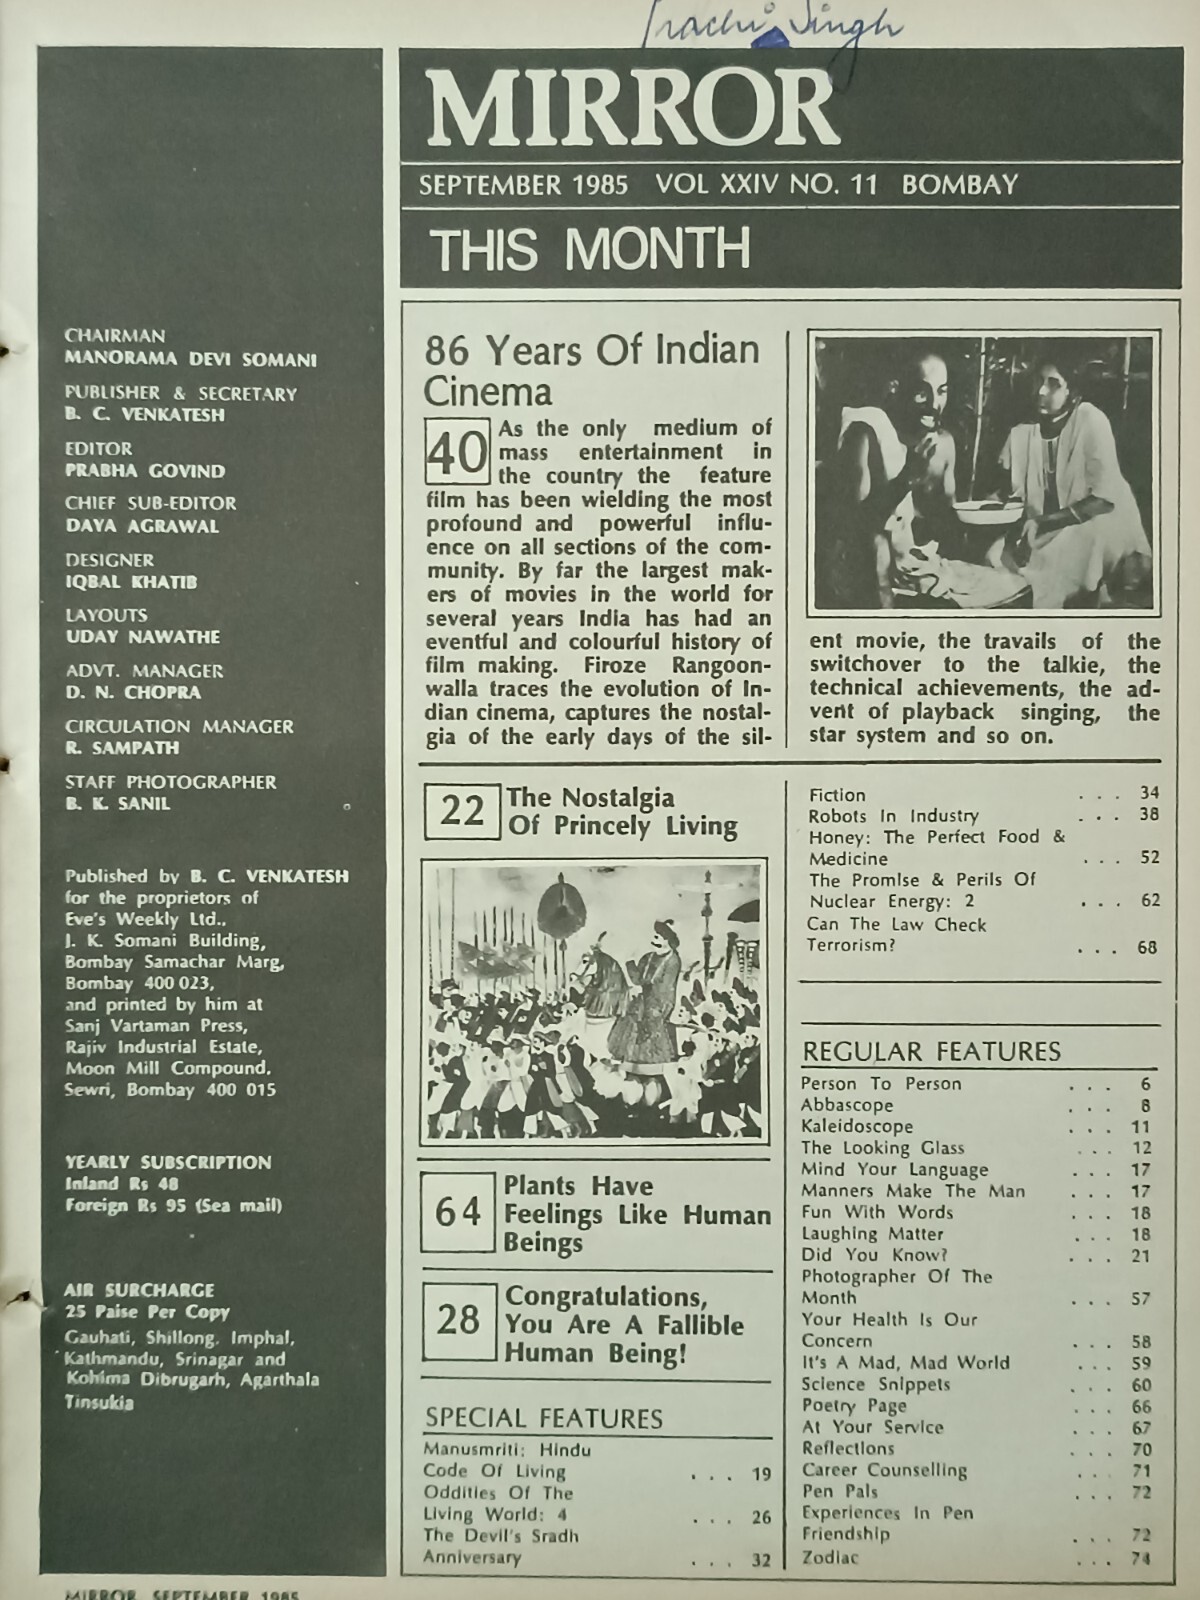 Prachi Singh
MIRROR
SEPTEMBER 1985 VOL XXIV NO. 11 BOMBAY
THIS MONTH
CHAIRMAN
MANORAMA DEVI SOMANI
PUBLISHER & SECRETARY
B. C. VENKATESH
EDITOR
PRABHA GOVIND
CHIEF SUB-EDITOR
DAYA AGRAWAL
DESIGNER
IQBAL KHATIB
LAYOUTS
UDAY NAWATHE
ADVT. MANAGER
D. N. CHOPRA
CIRCULATION MANAGER
R. SAMPATH
STAFF PHOTOGRAPHER
B. K. SANIL
Published by B. C. VENKATESH
for the proprietors of
Eve's Weekly Ltd.,
J. K. Somani Building,
Bombay Samachar Marg,
Bombay 400 023,
and printed by him at
Sanj Vartaman Press,
Rajiv Industrial Estate,
Moon Mill Compound,
Sewri, Bombay 400 015
YEARLY SUBSCRIPTION
Inland Rs 48
Foreign Rs 95 (Sea mail)
AIR SURCHARGE
25 Paise Per Copy
Gauhati, Shillong. Imphal,
Kathmandu, Srinagar and
Kohima Dibrugarh, Agarthala
Tinsukia
86 Years Of Indian
Cinema
40 As the only medium of
mass entertainment in
the country the feature
film has been wielding the most
profound and powerful influ-
ence on all sections of the com-
munity. By far the largest mak-
ers of movies in the world for
several years India has had an
eventful and colourful history of
film making. Firoze Rangoon-
walla traces the evolution of In-
dian cinema, captures the nostal-
gia of the early days of the sil-
ent movie, the travails of the
switchover to the talkie, the
technical achievements, the ad-
vent of playback singing, the
star system and so on.
22 The Nostalgia
Of Princely Living
64 Plants Have
Feelings Like Human
Beings
28 Congratulations,
You Are A Fallible
Human Being!
SPECIAL FEATURES
Manusmriti: Hindu
Code Of Living ... 19
Oddities Of The
Living World: 4 ... 26
The Devil's Sradh
Anniversary ... 32
Fiction ... 34
Robots In Industry ... 38
Honey: The Perfect Food &
Medicine ... 52
The Promise & Perils Of
Nuclear Energy: 2 ... 62
Can The Law Check
Terrorism? ... 68
REGULAR FEATURES
Person To Person ... 6
Abbascope ... 8
Kaleidoscope ... 11
The Looking Glass ... 12
Mind Your Language ... 17
Manners Make The Man ... 17
Fun With Words ... 18
Laughing Matter ... 18
Did You Know? ... 21
Photographer Of The
Month ... 57
Your Health Is Our
Concern ... 58
It's A Mad, Mad World ... 59
Science Snippets ... 60
Poetry Page ... 66
At Your Service ... 67
Reflections ... 70
Career Counselling ... 71
Pen Pals ... 72
Experiences In Pen
Friendship ... 72
Zodiac ... 74
MIRROR, SEPTEMBER 1985